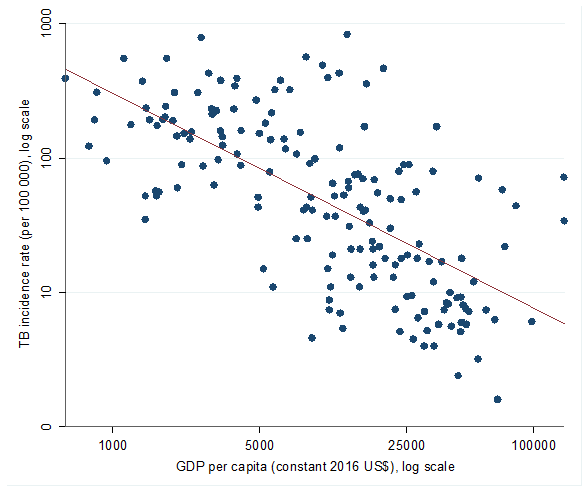 TB incidence rate (per 100 000), log scale
1000
100
10
0
1000 5000 25000 100000
GDP per capita (constant 2016 US$), log scale